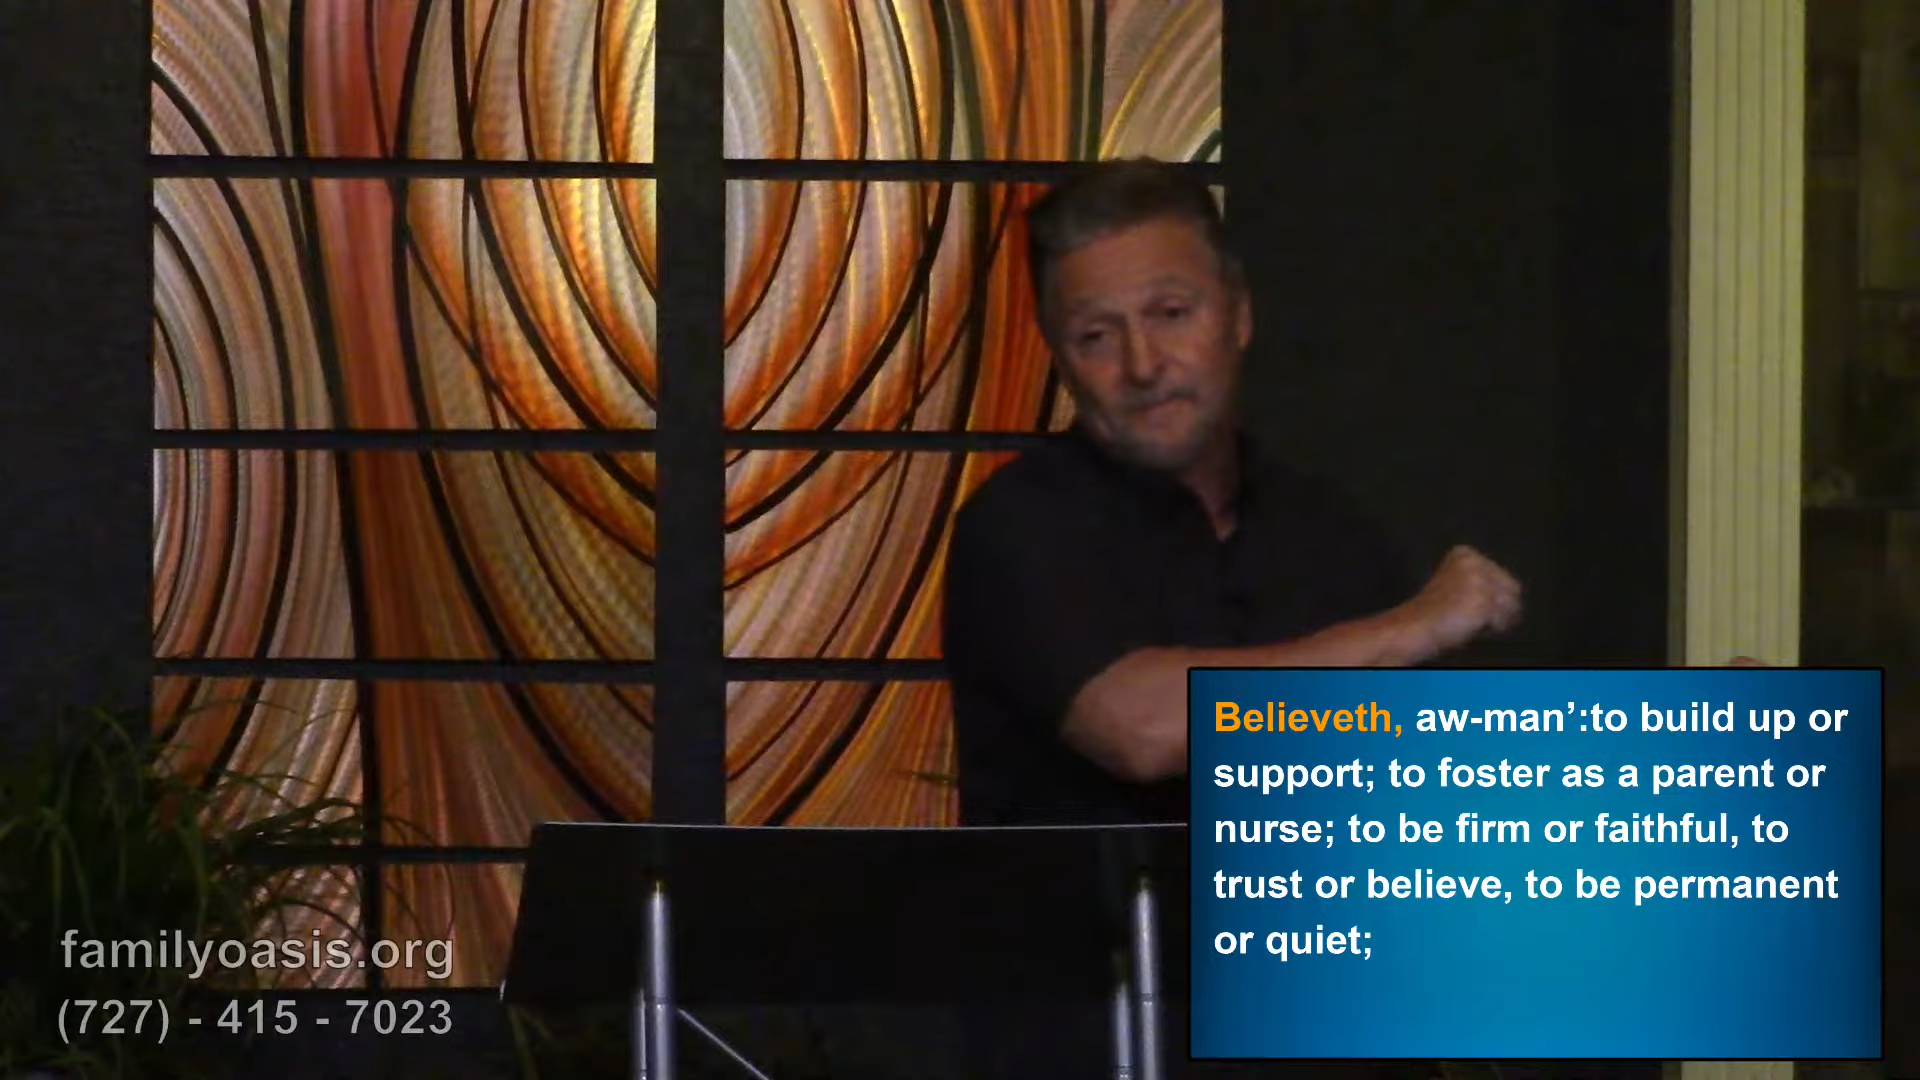 Believeth, aw-man’:to build up or
support; to foster as a parent or
nurse; to be firm or faithful, to
trust or believe, to be permanent
or quiet;
familyoasis.org
(727) - 415 - 7023